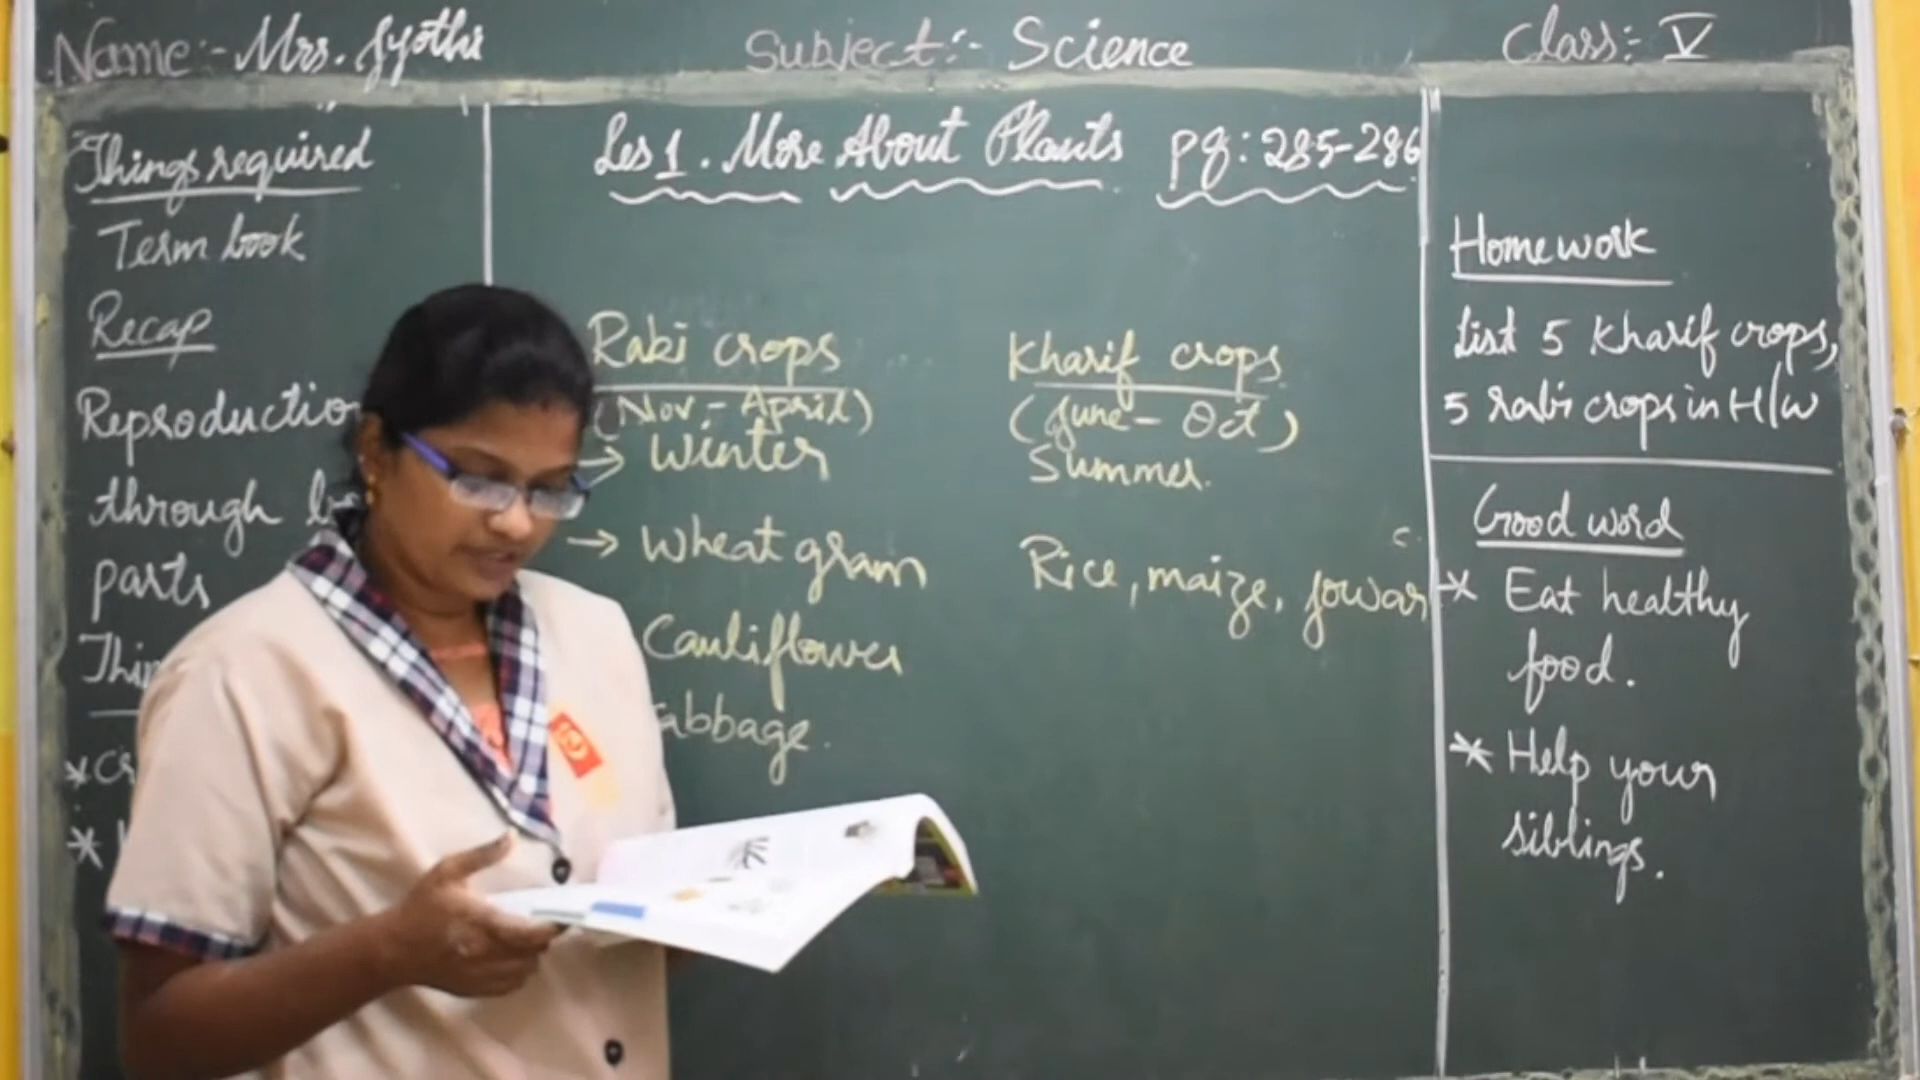 Name:- Mrs. Jyothi
Subject:- Science
Class:- V
Things required
Term book
Recap
Reproduction
through
parts
Les 1. More About Plants pg: 285-286
Rabi crops
(Nov - April)
→ Winter
→ Wheat gram
Cauliflower
abbage.
Kharif crops
(June - Oct)
Summer.
Rice, maize, jowar
Homework
List 5 Kharif crops,
5 rabi crops in H/W
Good word
* Eat healthy
food.
* Help your
siblings.